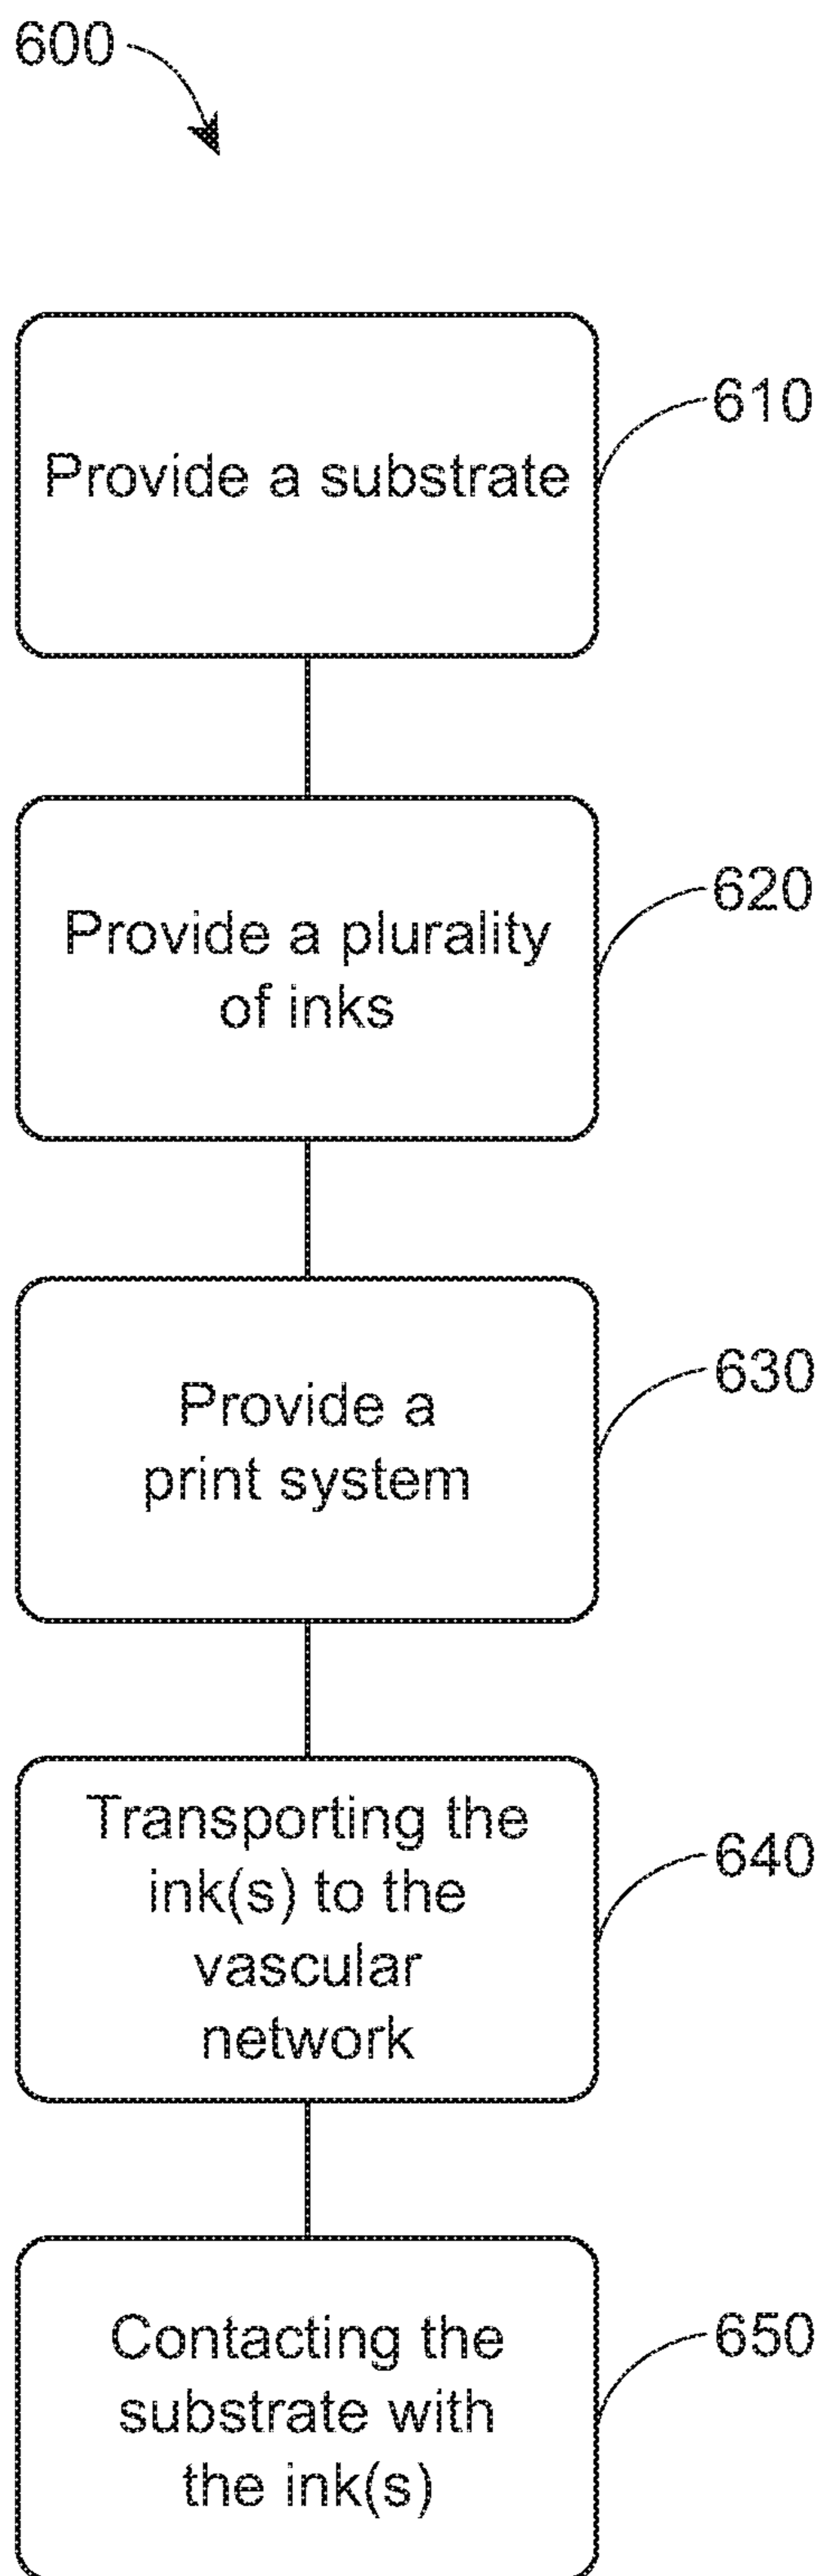 600
610
Provide a substrate
620
Provide a plurality
of inks
630
Provide a
print system
640
Transporting the
ink(s) to the
vascular
network
650
Contacting the
substrate with
the ink(s)